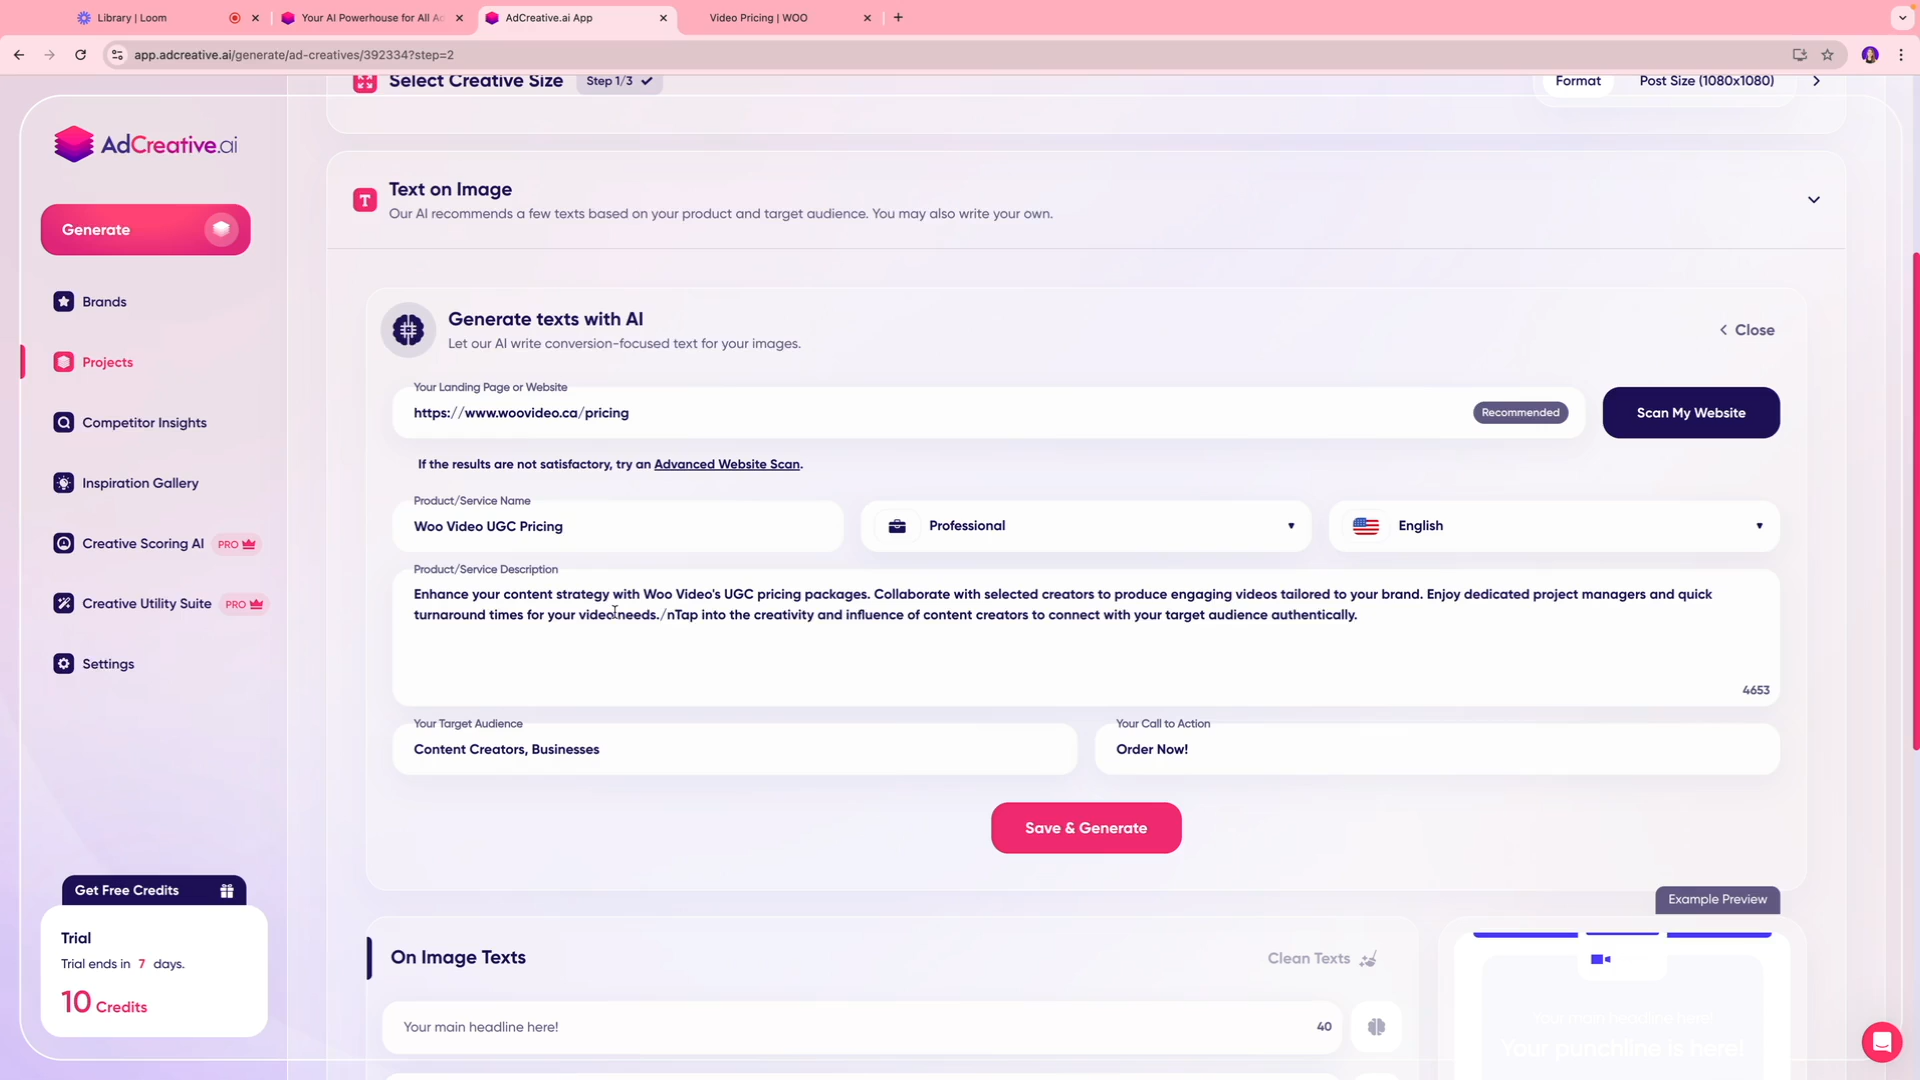 Library | Loom
Your AI Powerhouse for All Ad
AdCreative.ai App
Video Pricing | WOO
app.adcreative.ai/generate/ad-creatives/392334?step=2
Select Creative Size
Step 1/3
Format
Post Size (1080x1080)
AdCreative.ai
Generate
Brands
Projects
Competitor Insights
Inspiration Gallery
Creative Scoring AI
PRO
Creative Utility Suite
PRO
Settings
Get Free Credits
Trial
Trial ends in 7 days.
10 Credits
Text on Image
Our AI recommends a few texts based on your product and target audience. You may also write your own.
Generate texts with AI
Let our AI write conversion-focused text for your images.
Close
Your Landing Page or Website
https://www.woovideo.ca/pricing
Recommended
Scan My Website
If the results are not satisfactory, try an Advanced Website Scan.
Product/Service Name
Woo Video UGC Pricing
Professional
English
Product/Service Description
Enhance your content strategy with Woo Video's UGC pricing packages. Collaborate with selected creators to produce engaging videos tailored to your brand. Enjoy dedicated project managers and quick
turnaround times for your video needs./nTap into the creativity and influence of content creators to connect with your target audience authentically.
4653
Your Target Audience
Content Creators, Businesses
Your Call to Action
Order Now!
Save & Generate
Example Preview
On Image Texts
Clean Texts
Your main headline here!
40
Your main headline here!
Your punchline is here!